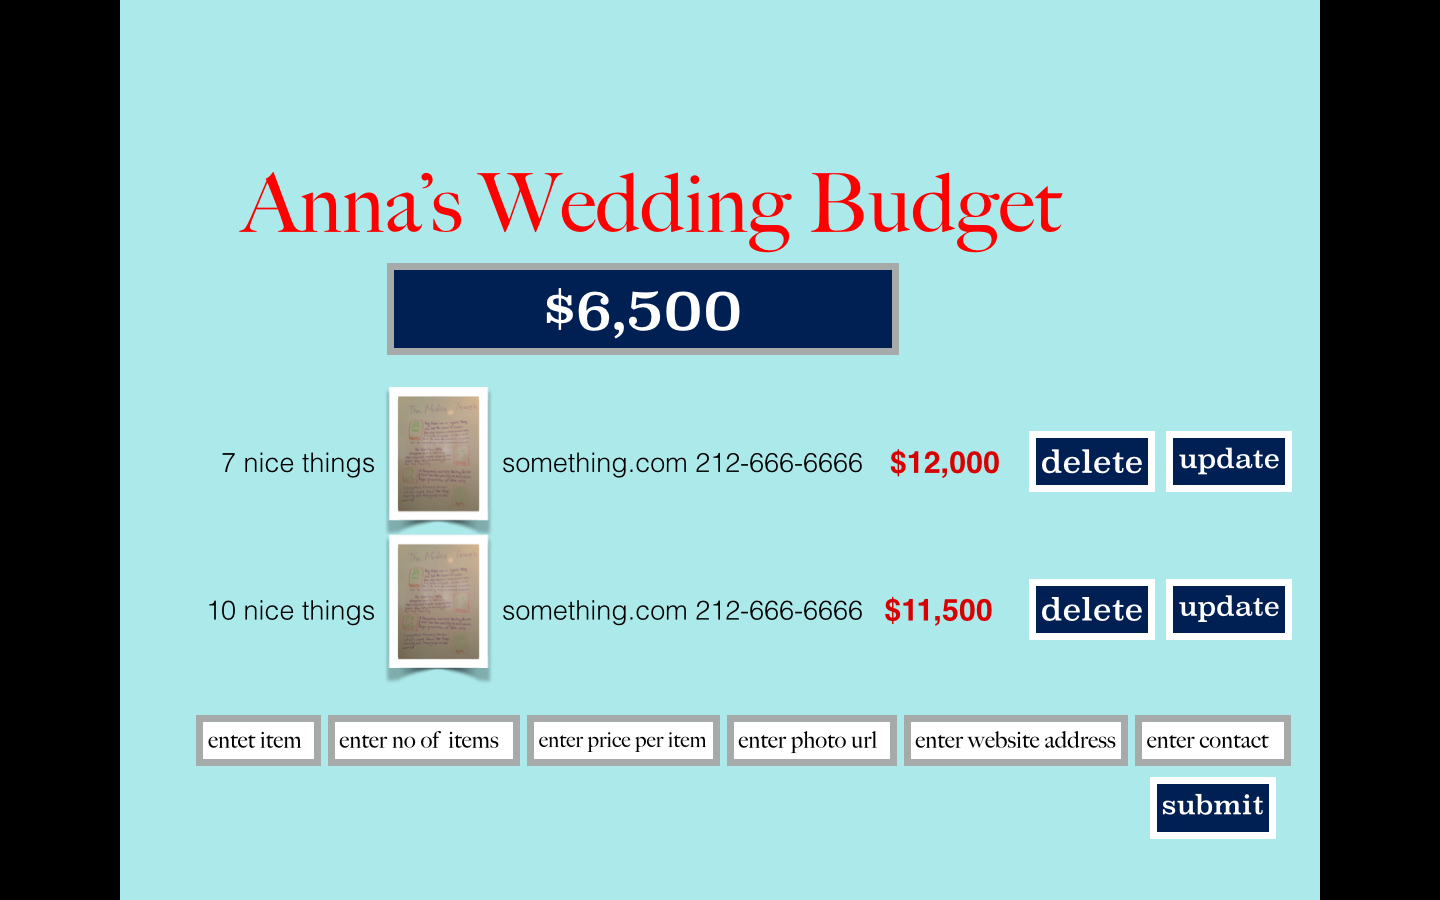 Anna’s Wedding Budget
$6,500
7 nice things something.com 212-666-6666 $12,000 delete update
10 nice things something.com 212-666-6666 $11,500 delete update
entet item enter no of items enter price per item enter photo url enter website address enter contact
submit